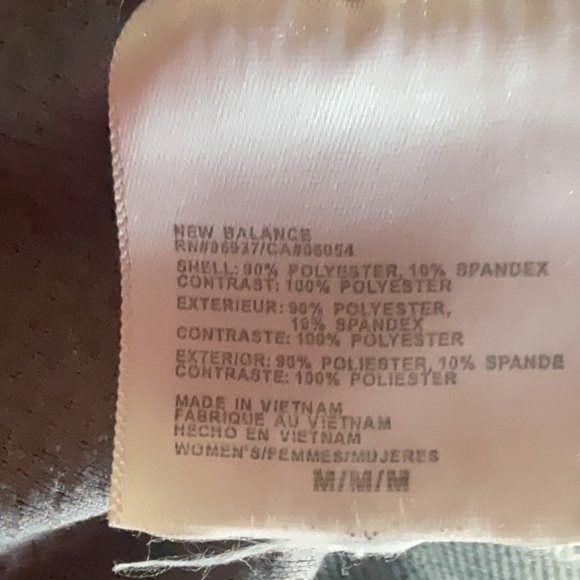 NEW BALANCE
RN#96937/CA#06054
SHELL: 90% POLYESTER, 10% SPANDEX
CONTRAST: 100% POLYESTER
EXTERIEUR: 90% POLYESTER,
10% SPANDEX
CONTRASTE: 100% POLYESTER
EXTERIOR: 90% POLIESTER, 10% SPANDE
CONTRASTE: 100% POLIESTER
MADE IN VIETNAM
FABRIQUE AU VIETNAM
HECHO EN VIETNAM
WOMEN'S/FEMMES/MUJERES
M/M/M